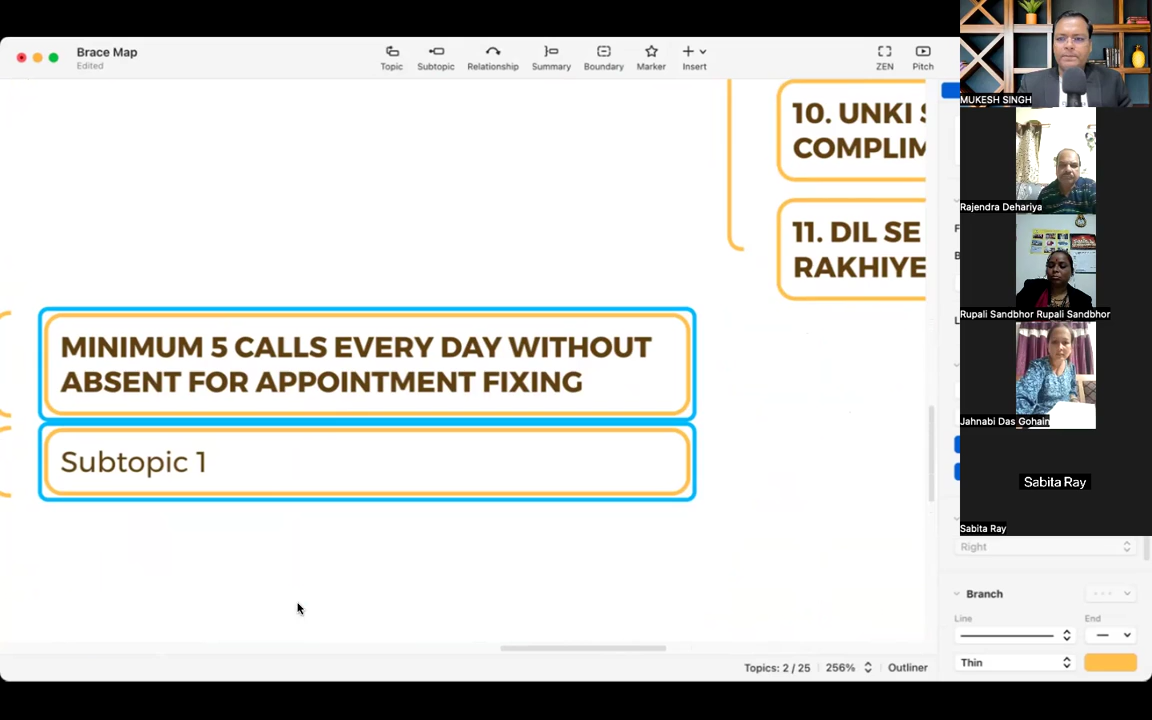 Brace Map
Edited
Topic
Subtopic
Relationship
Summary
Boundary
Marker
Insert
ZEN
Pitch
10. UNKI
COMPLIM
11. DIL SE
RAKHIYE
MINIMUM 5 CALLS EVERY DAY WITHOUT
ABSENT FOR APPOINTMENT FIXING
Subtopic 1
MUKESH SINGH
Rajendra Dehariya
Rupali Sandbhor Rupali Sandbhor
Jahnabi Das Gohain
Sabita Ray
Sabita Ray
Right
Branch
Line
End
Thin
Topics: 2 / 25
256%
Outliner